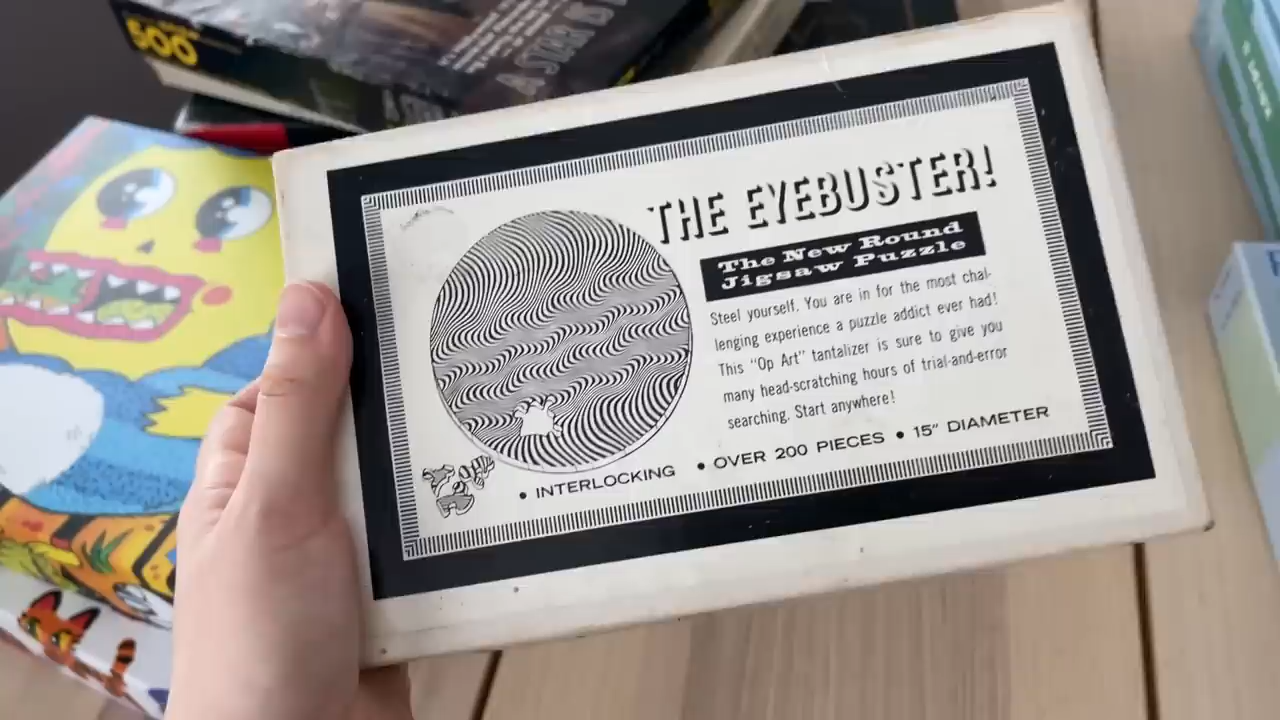 500
A STAR IS
THE EYEBUSTER!
The New Round
Jigsaw Puzzle
Steel yourself. You are in for the most chal-
lenging experience a puzzle addict ever had!
This "Op Art" tantalizer is sure to give you
many head-scratching hours of trial-and-error
searching. Start anywhere!
• INTERLOCKING • OVER 200 PIECES • 15" DIAMETER